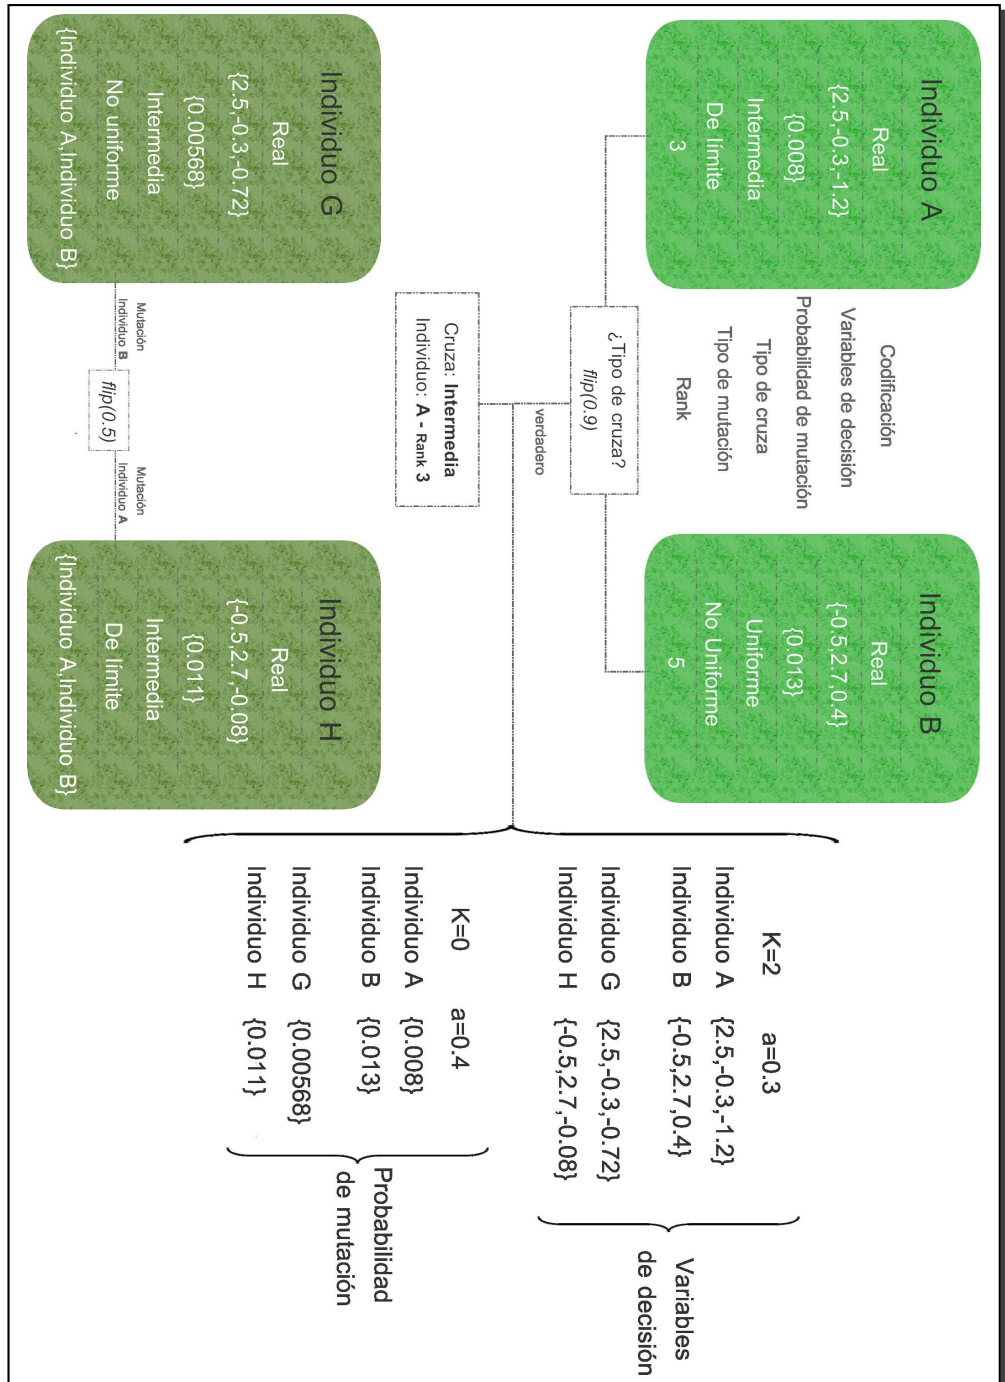 Individuo A
Real
{2.5,-0.3,-1.2}
{0.008}
Intermedia
De límite
3
Codificación
Variables de decisión
Probabilidad de mutación
Tipo de cruza
Tipo de mutación
Rank
Individuo B
Real
{-0.5,2.7,0.4}
{0.013}
Uniforme
No Uniforme
5
¿Tipo de cruza?
flip(0.9)
verdadero
Cruza: Intermedia
Individuo: A - Rank 3
K=2 a=0.3
Individuo A {2.5,-0.3,-1.2}
Individuo B {-0.5,2.7,0.4}
Individuo G {2.5,-0.3,-0.72}
Individuo H {-0.5,2.7,-0.08}
Variables
de decisión
K=0 a=0.4
Individuo A {0.008}
Individuo B {0.013}
Individuo G {0.00568}
Individuo H {0.011}
Probabilidad
de mutación
Individuo G
Real
{2.5,-0.3,-0.72}
{0.00568}
Intermedia
No uniforme
{Individuo A,Individuo B}
Mutación
Individuo B
flip(0.5)
Mutación
Individuo A
Individuo H
Real
{-0.5,2.7,-0.08}
{0.011}
Intermedia
De límite
{Individuo A,Individuo B}